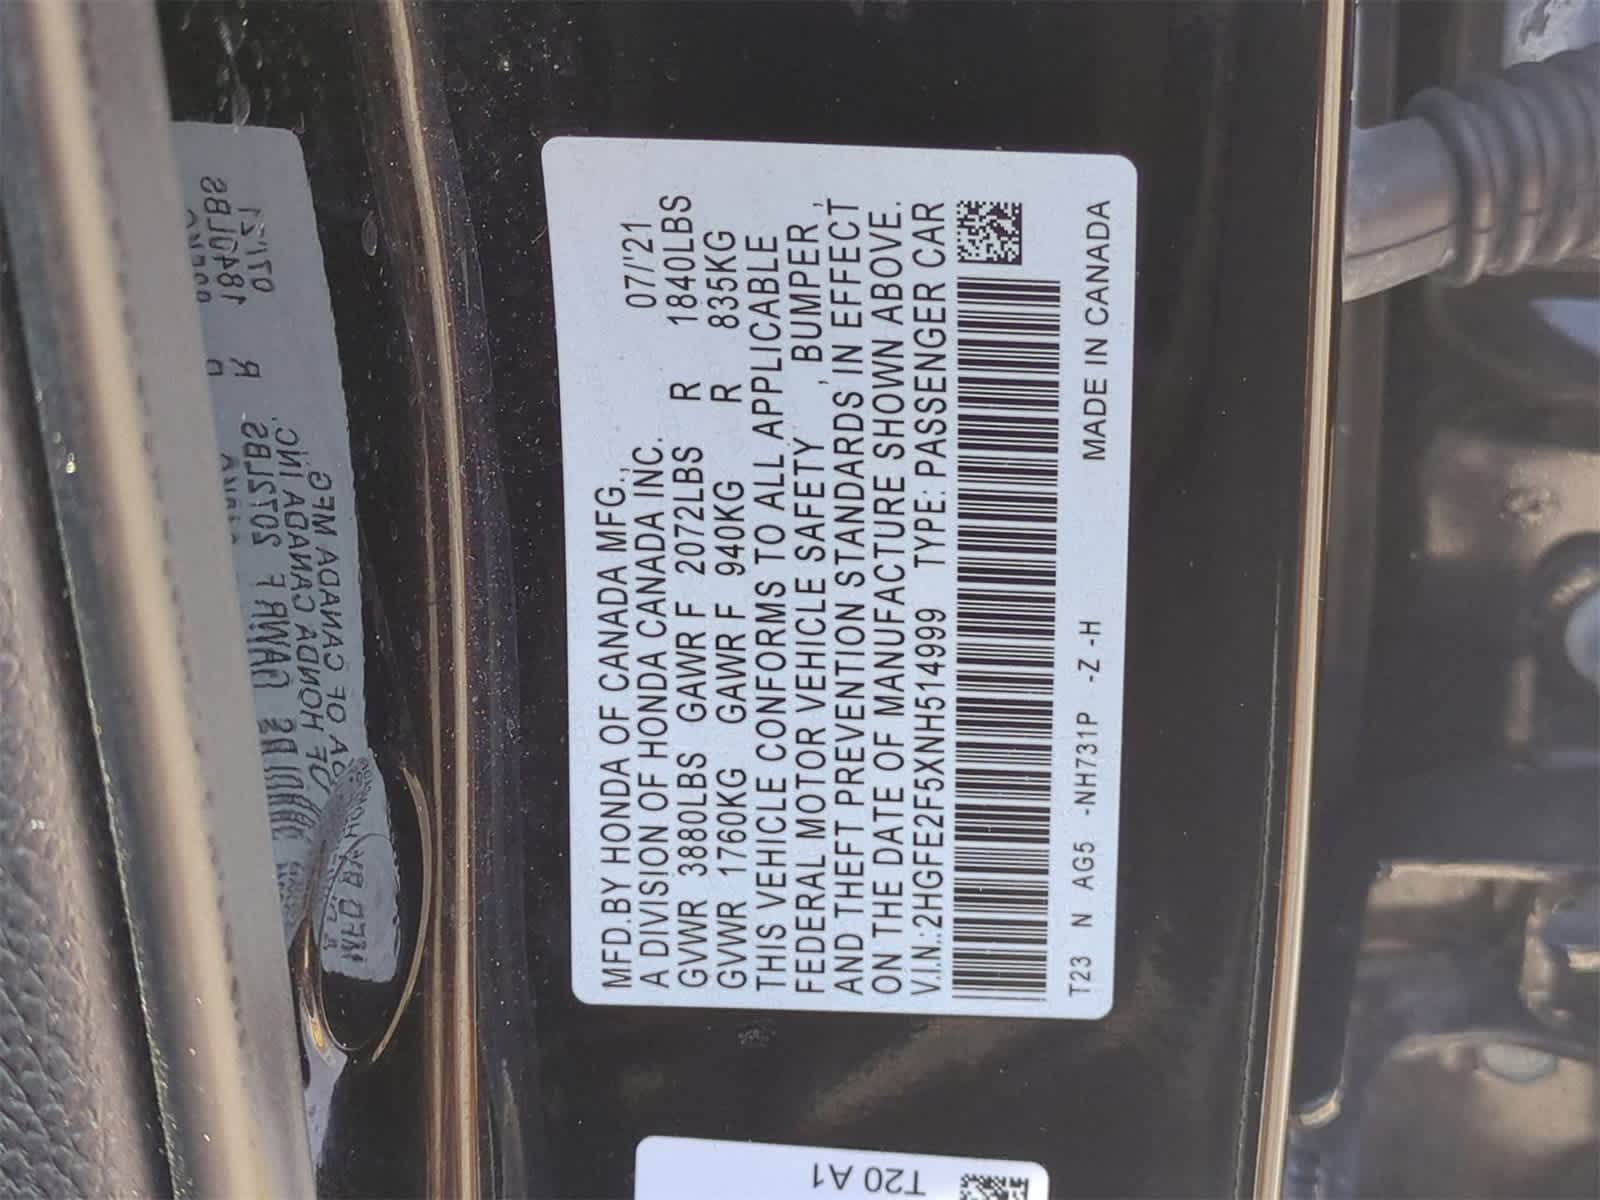 MFD.BY HONDA OF CANADA MFG.,
A DIVISION OF HONDA CANADA INC. 07/'21
GVWR 3880LBS GAWR F 2072LBS R 1840LBS
GVWR 1760KG GAWR F 940KG R 835KG
THIS VEHICLE CONFORMS TO ALL APPLICABLE
FEDERAL MOTOR VEHICLE SAFETY , BUMPER,
AND THEFT PREVENTION STANDARDS IN EFFECT
ON THE DATE OF MANUFACTURE SHOWN ABOVE.
V.I.N.:2HGFE2F5XNH514999 TYPE: PASSENGER CAR
T23 N AG5 -NH731P -Z -H MADE IN CANADA
T20 A1